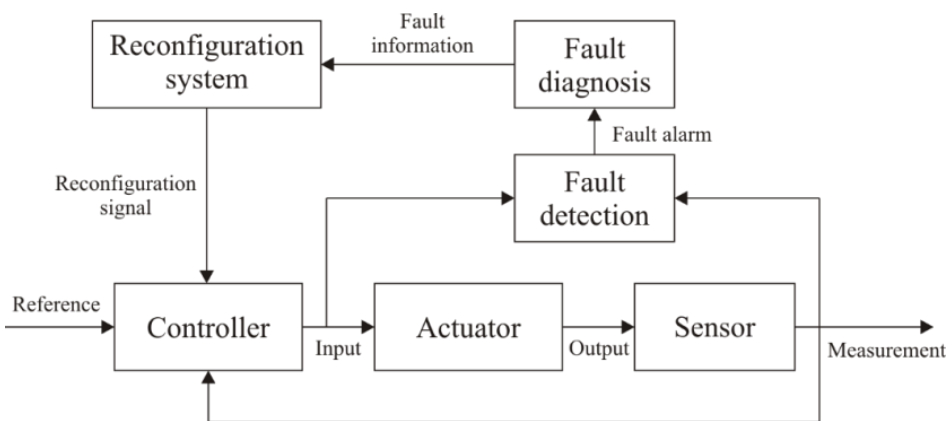 Reconfiguration
system
Fault
information
Fault
diagnosis
Fault alarm
Reconfiguration
signal
Fault
detection
Reference
Controller
Input
Actuator
Output
Sensor
Measurement